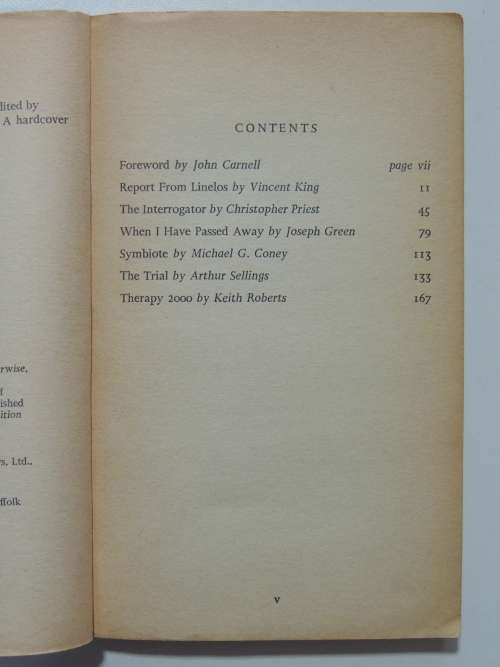 dited by
A hardcover
rwise,
f
ished
ition
s, Ltd.,
ffolk
CONTENTS
Foreword by John Carnell page vii
Report From Linelos by Vincent King 11
The Interrogator by Christopher Priest 45
When I Have Passed Away by Joseph Green 79
Symbiote by Michael G. Coney 113
The Trial by Arthur Sellings 133
Therapy 2000 by Keith Roberts 167
v